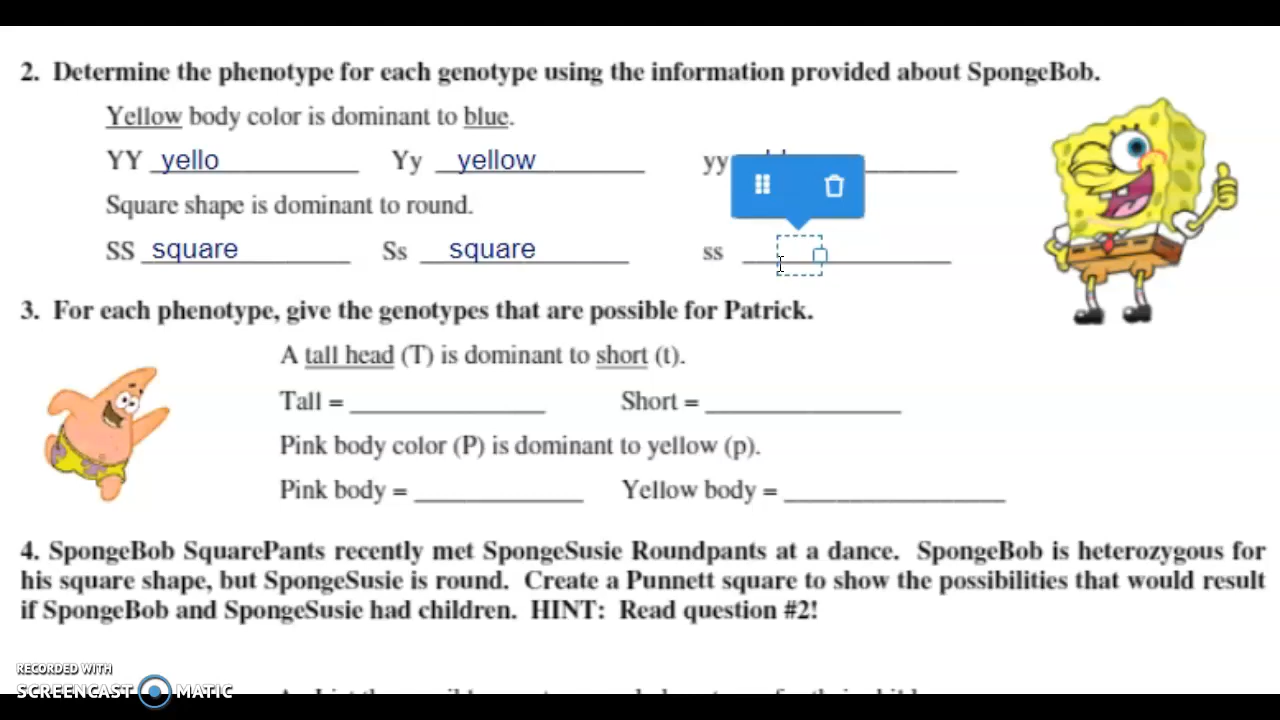 2. Determine the phenotype for each genotype using the information provided about SpongeBob.
Yellow body color is dominant to blue.
YY yello Yy yellow yy
Square shape is dominant to round.
SS square Ss square ss
3. For each phenotype, give the genotypes that are possible for Patrick.
A tall head (T) is dominant to short (t).
Tall = Short =
Pink body color (P) is dominant to yellow (p).
Pink body = Yellow body =
4. SpongeBob SquarePants recently met SpongeSusie Roundpants at a dance. SpongeBob is heterozygous for
his square shape, but SpongeSusie is round. Create a Punnett square to show the possibilities that would result
if SpongeBob and SpongeSusie had children. HINT: Read question #2!
RECORDED WITH
SCREENCAST MATIC